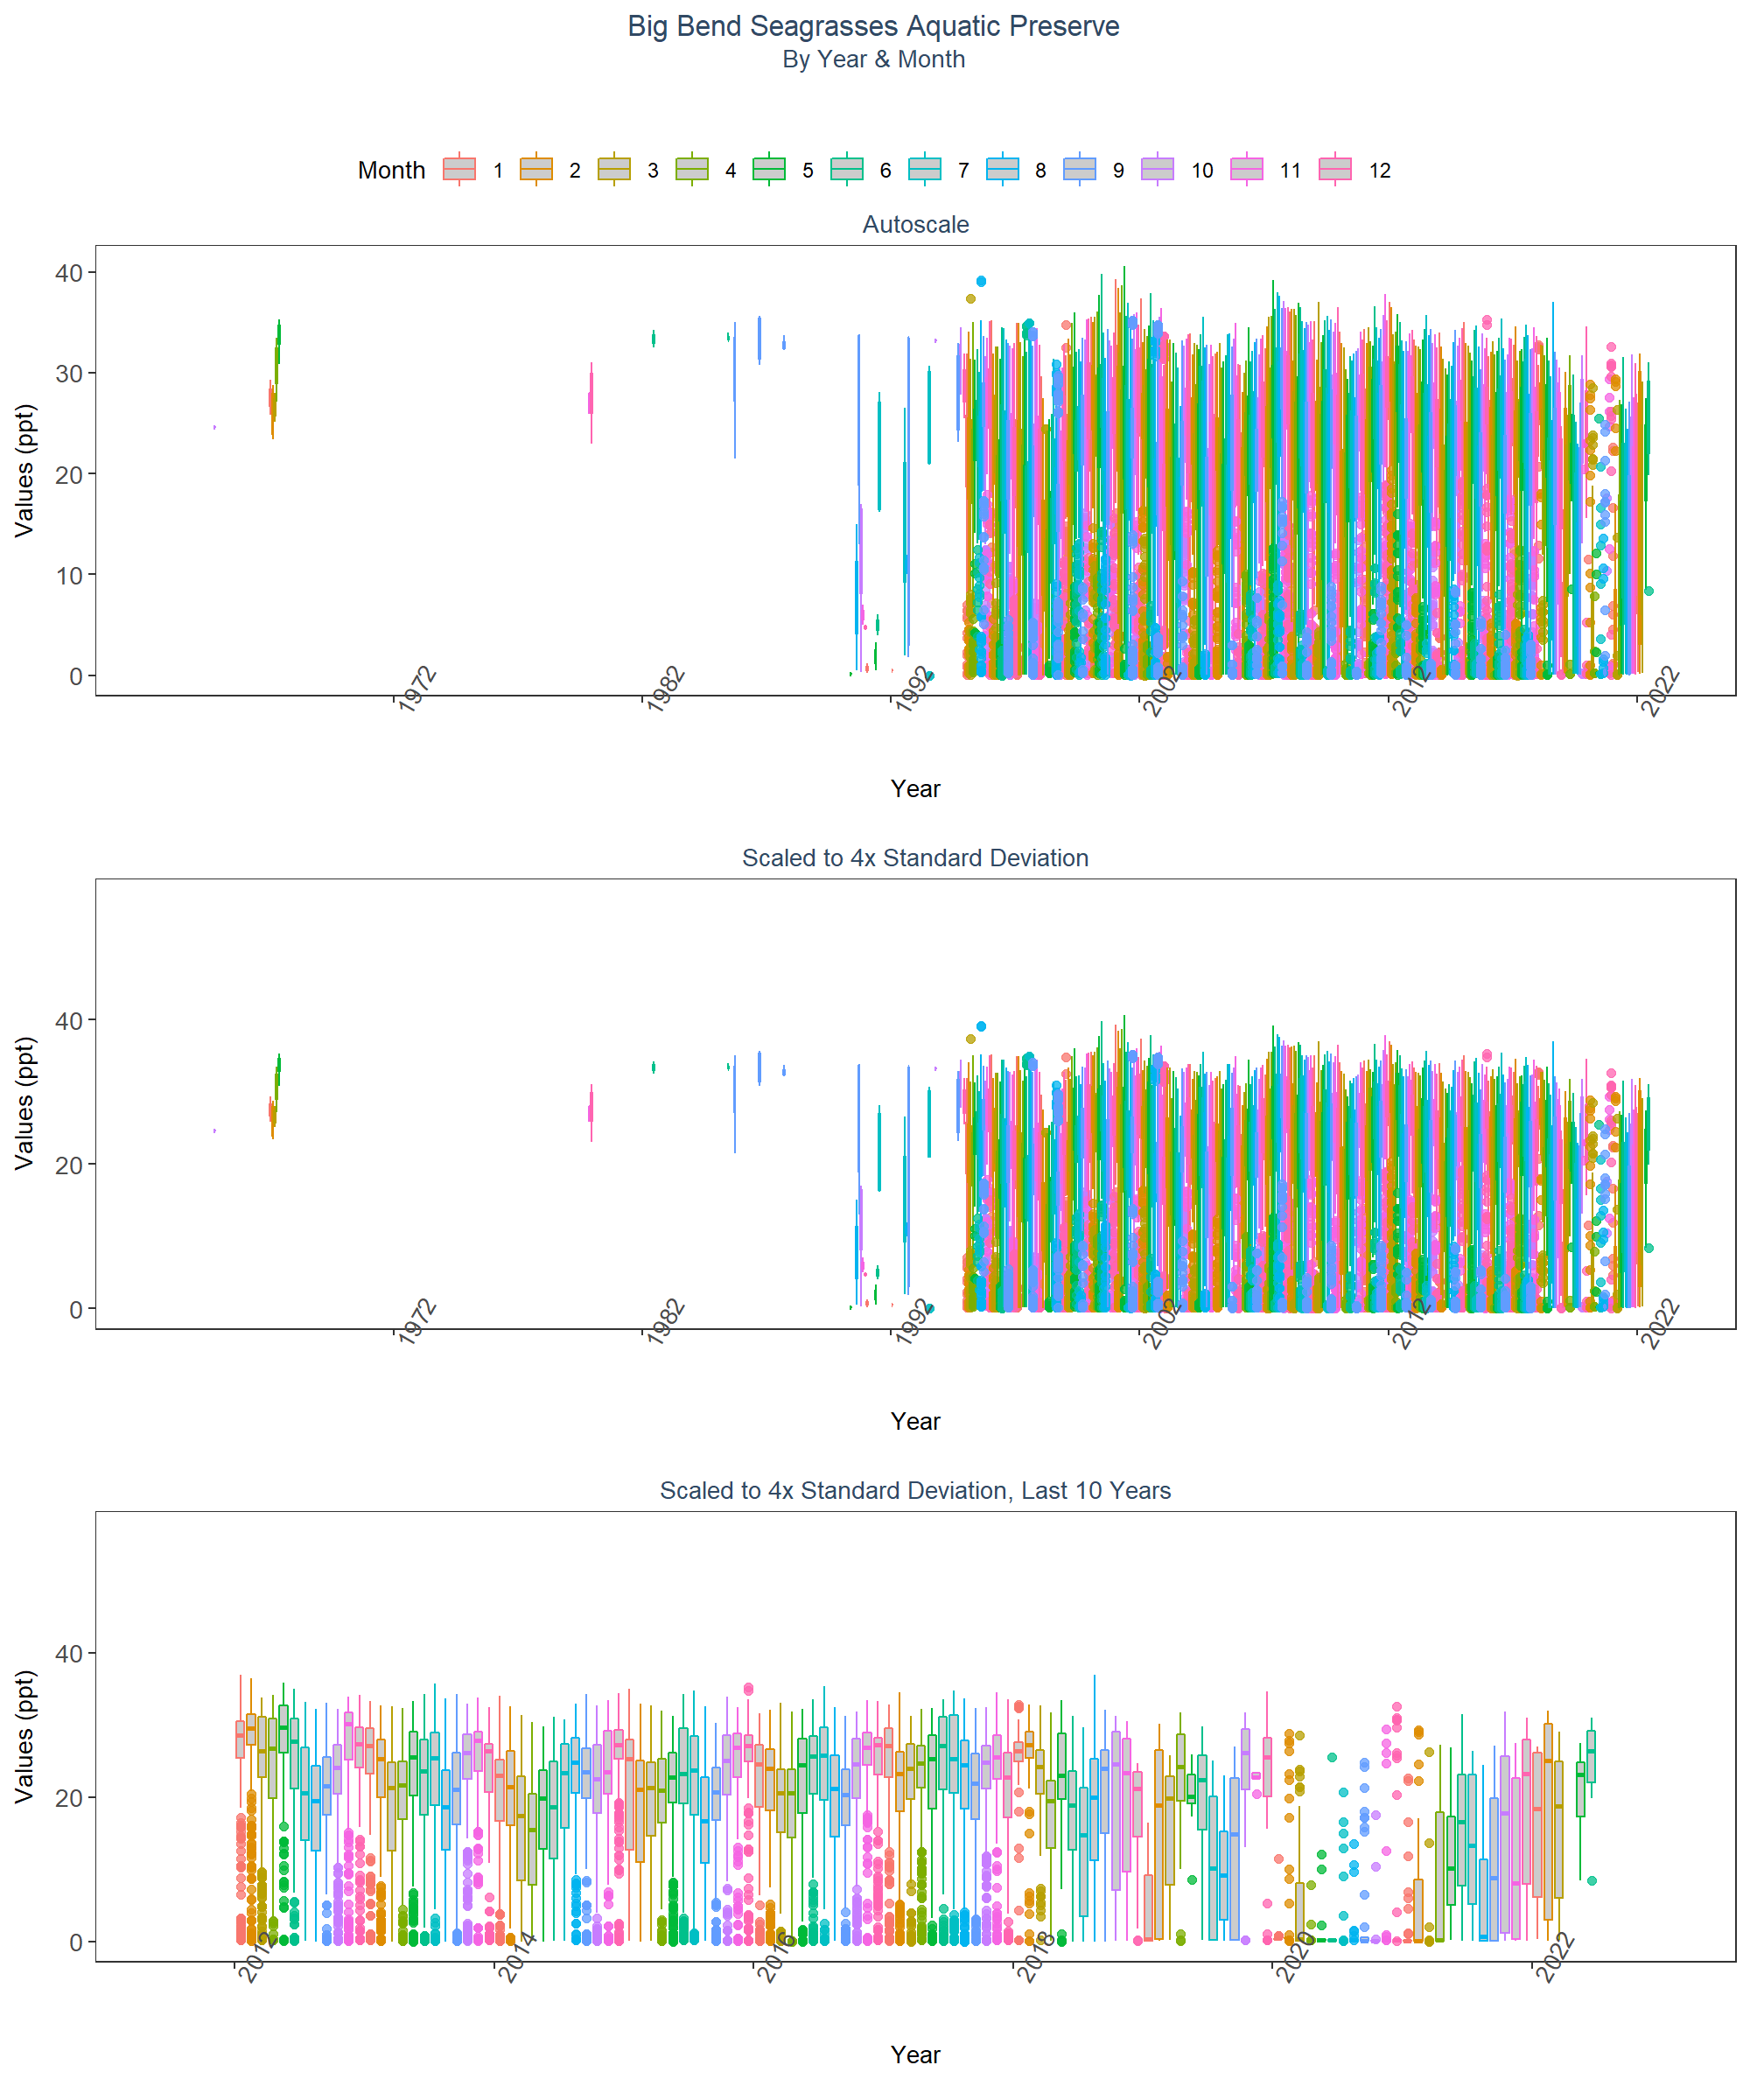 Big Bend Seagrasses Aquatic Preserve
By Year & Month
Month 1 2 3 4 5 6 7 8 9 10 11 12
Autoscale
Values (ppt)
40
30
20
10
0
1972 1982 1992 2002 2012 2022
Year
Scaled to 4x Standard Deviation
Values (ppt)
40
20
0
1972 1982 1992 2002 2012 2022
Year
Scaled to 4x Standard Deviation, Last 10 Years
Values (ppt)
40
20
0
2012 2014 2016 2018 2020 2022
Year